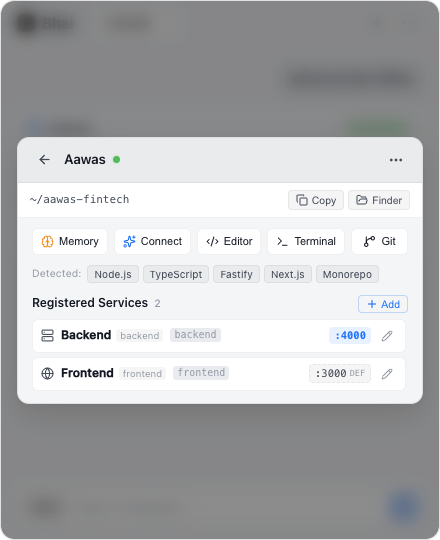 Aawas
~/aawas-fintech Copy Finder
Memory Connect Editor Terminal Git
Detected: Node.js TypeScript Fastify Next.js Monorepo
Registered Services 2 Add
Backend backend backend :4000
Frontend frontend frontend :3000 DEF